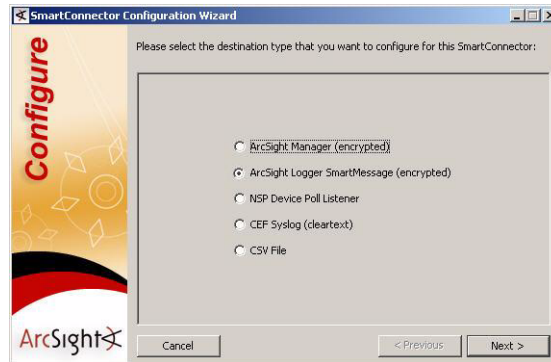 SmartConnector Configuration Wizard
Configure
Please select the destination type that you want to configure for this SmartConnector:
ArcSight Manager (encrypted)
ArcSight Logger SmartMessage (encrypted)
NSP Device Poll Listener
CEF Syslog (cleartext)
CSV File
ArcSight
Cancel
< Previous
Next >